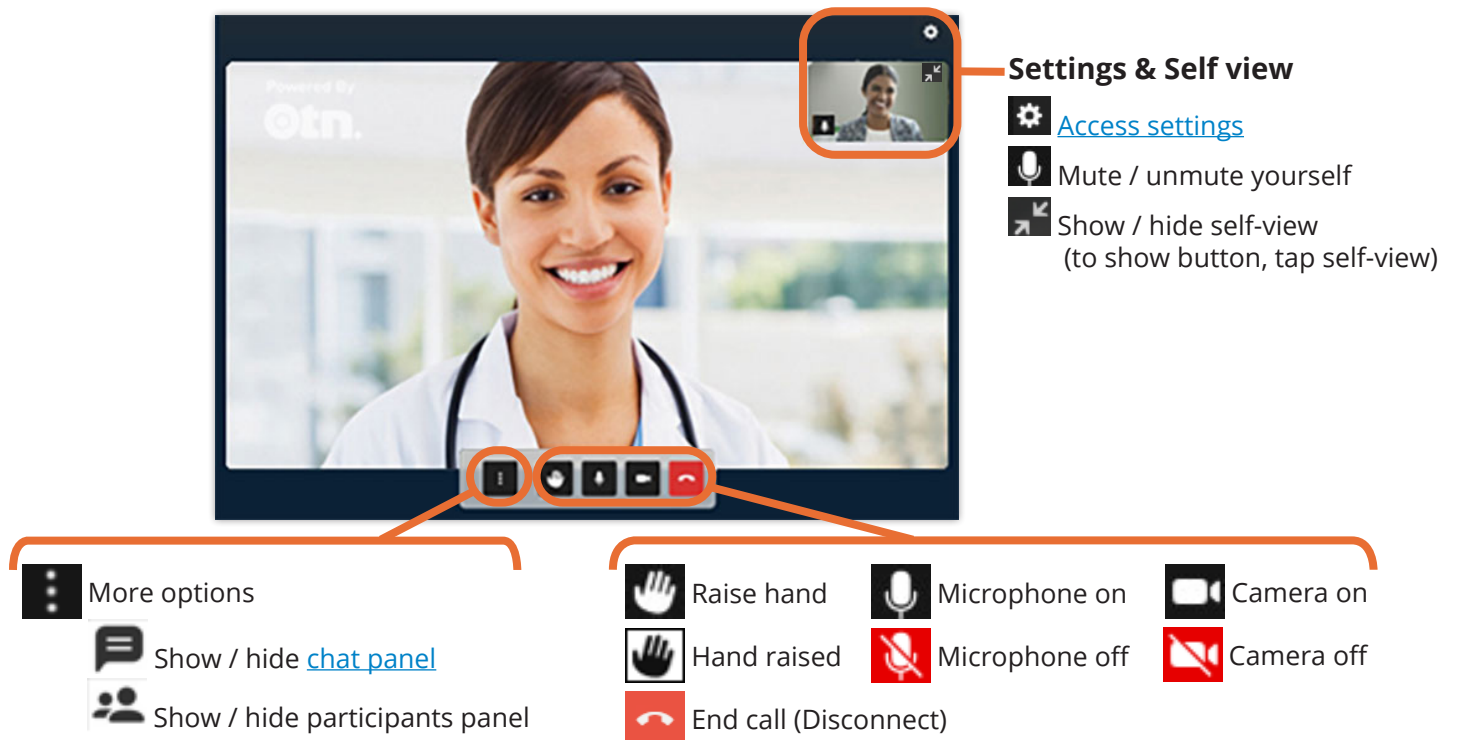 Powered By
Otn.
Settings & Self view
Access settings
Mute / unmute yourself
Show / hide self-view
(to show button, tap self-view)
More options
Show / hide chat panel
Show / hide participants panel
Raise hand
Microphone on
Camera on
Hand raised
Microphone off
Camera off
End call (Disconnect)